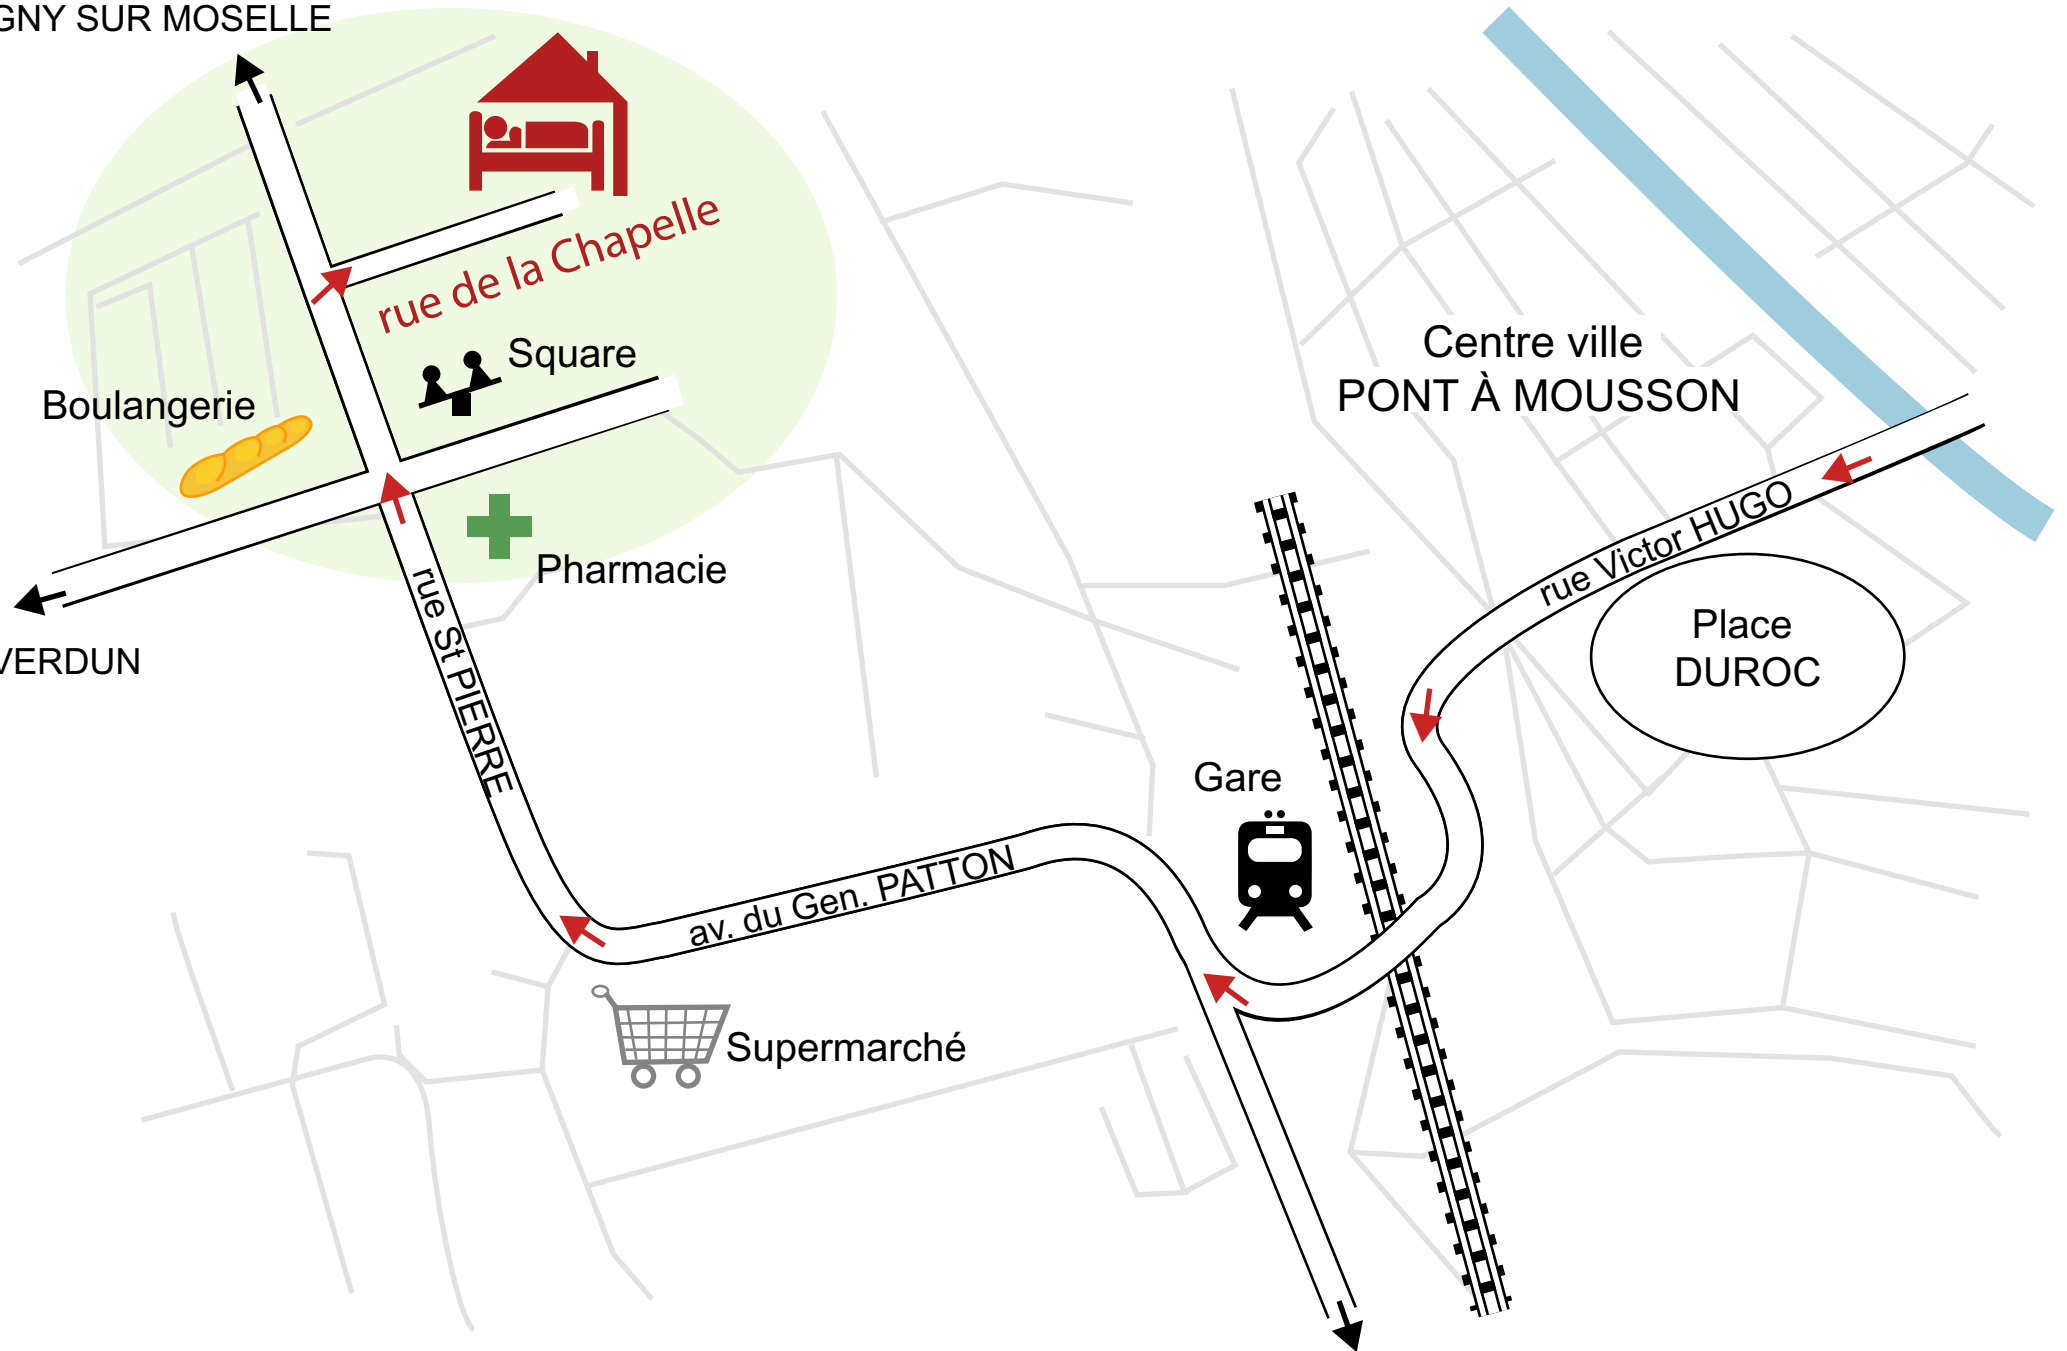 GNY SUR MOSELLE
rue de la Chapelle
Square
Boulangerie
Pharmacie
VERDUN
rue St PIERRE
Centre ville
PONT À MOUSSON
rue Victor HUGO
Place
DUROC
Gare
av. du Gen. PATTON
Supermarché